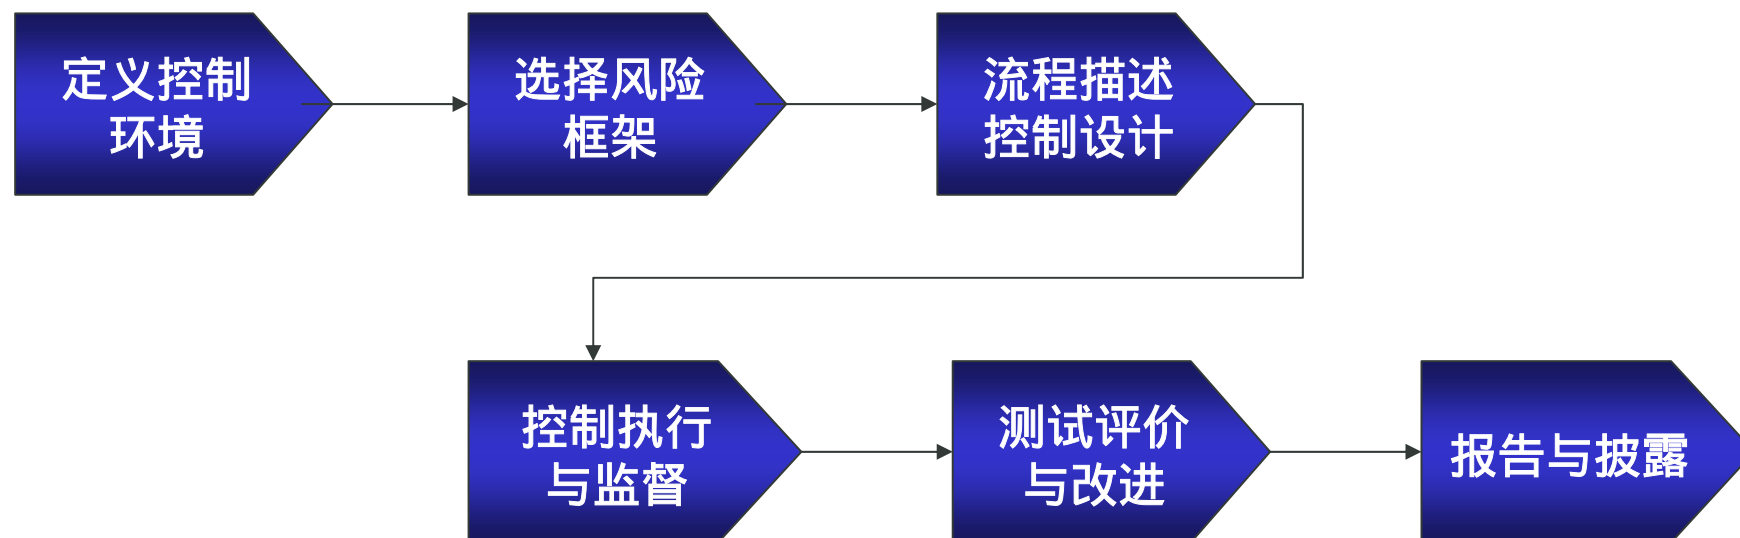 定义控制
环境
选择风险
框架
流程描述
控制设计
控制执行
与监督
测试评价
与改进
报告与披露